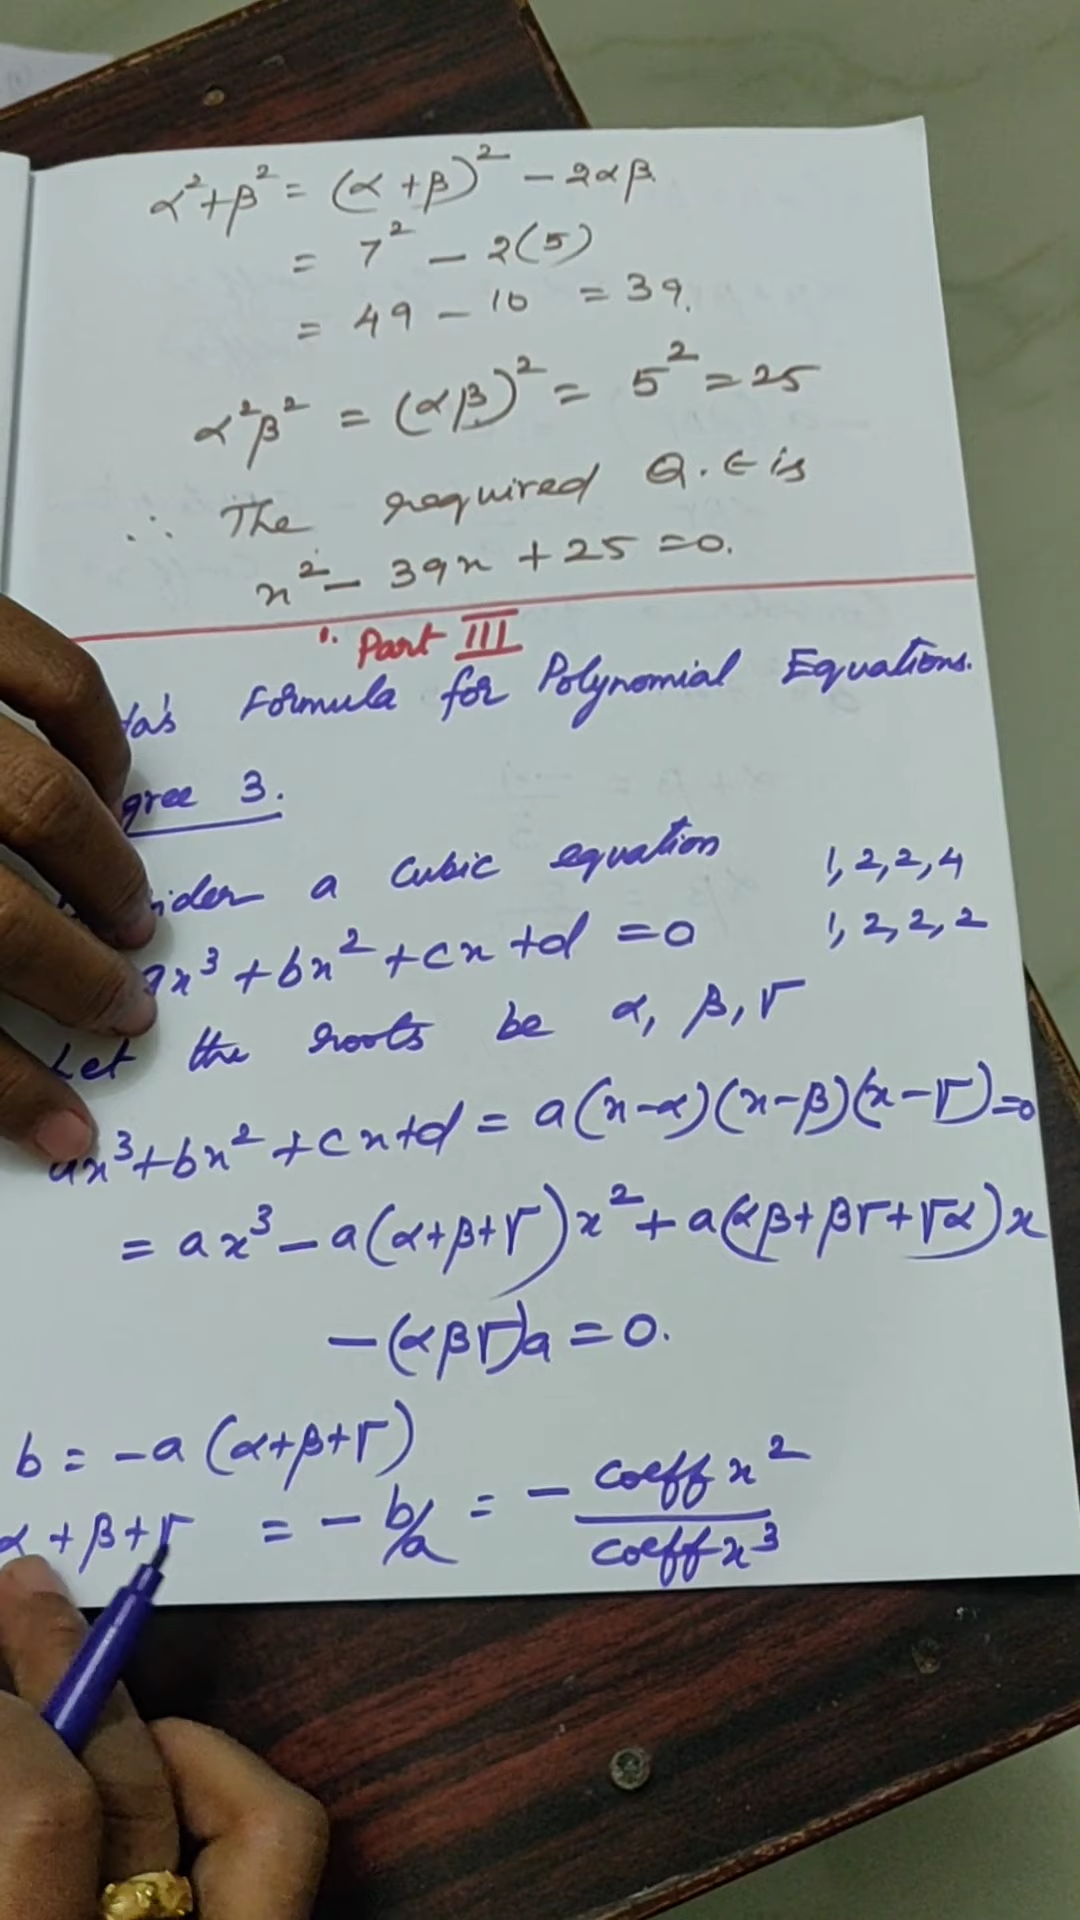 α²+β² = (α+β)² − 2αβ.
= 7² − 2(5)
= 49 − 10 = 39.
α²β² = (αβ)² = 5² = 25
∴ The required Q.E is
x² − 39x + 25 = 0.
Part III
Formula for Polynomial Equations.
3.
a cubic equation
1, 2, 2, 4
x³ + bx² + cx + d = 0
1, 2, 2, 2
Let the roots be α, β, Γ
ax³+bx²+cx+d = a(x−α)(x−β)(x−Γ)=0
= ax³ − a(α+β+Γ)x² + a(αβ+βΓ+Γα)x
−(αβΓ)a = 0.
b = −a (α+β+Γ)
α+β+Γ = − b/a = − coeff x² / coeff x³